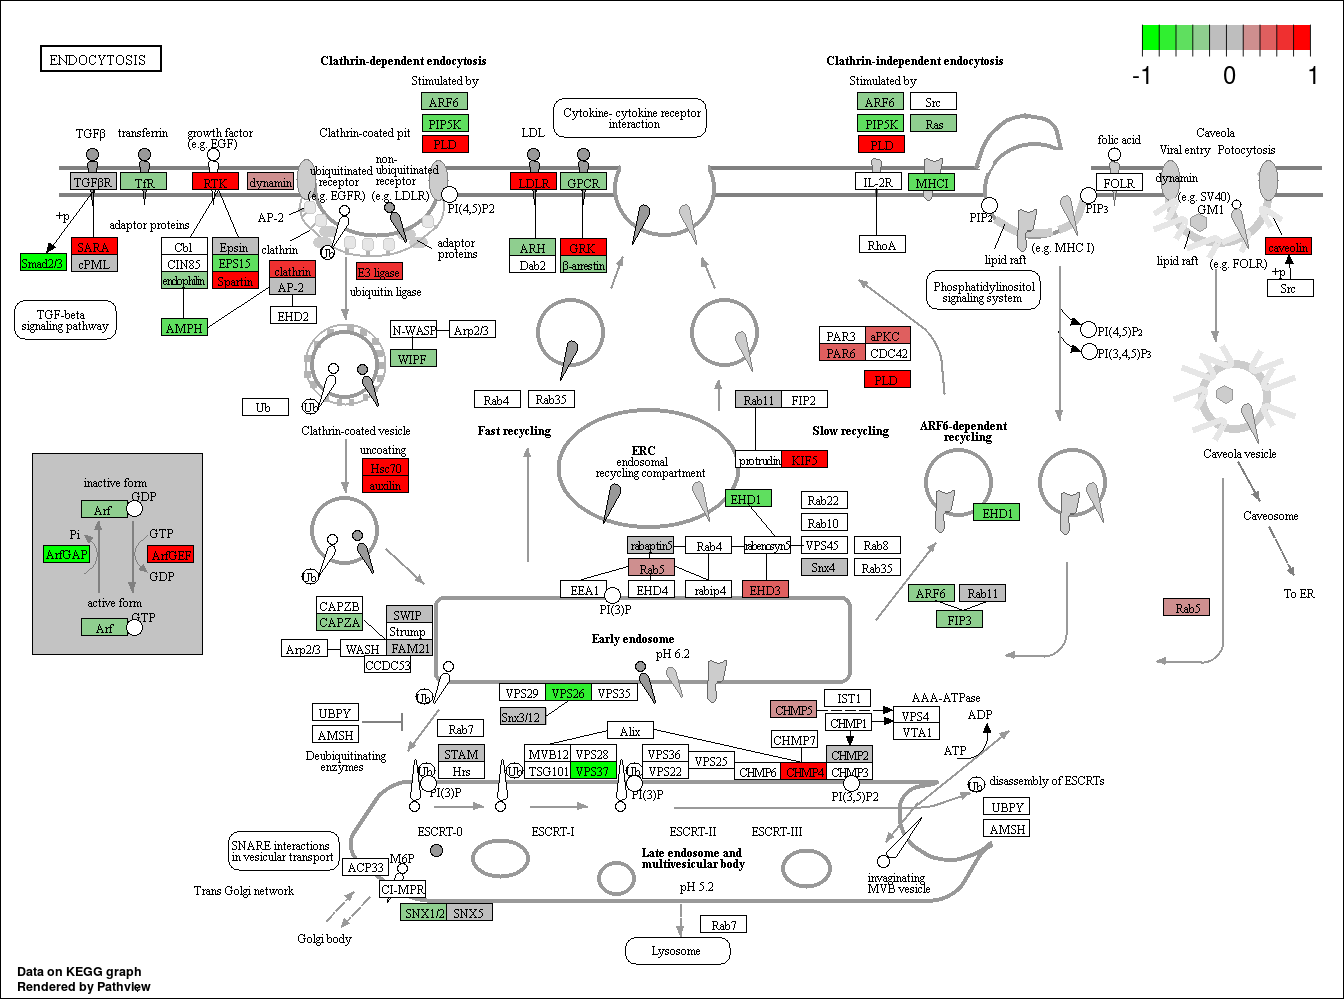 ENDOCYTOSIS
Clathrin-dependent endocytosis
Stimulated by
ARF6
PIP5K
PLD
Clathrin-independent endocytosis
Stimulated by
ARF6
Src
PIP5K
Ras
PLD
-1
0
1
TGFβ
transferrin
growth factor
(e.g. EGF)
Clathrin-coated pit
LDL
Cytokine- cytokine receptor
interaction
folic acid
Caveola
Viral entry
Potocytosis
TGFβR
TfR
RTK
dynamin
ubiquitinated
receptor
(e.g. EGFR)
non-
ubiquitinated
receptor
(e.g. LDLR)
PI(4,5)P2
LDLR
GPCR
IL-2R
MHCI
PIP2
PIP3
FOLR
dynamin
(e.g. SV40)
GM1
+p
adaptor proteins
AP-2
clathrin
Ub
adaptor
proteins
Smad2/3
SARA
cPML
Cbl
CIN85
endophilin
Epsin
EPS15
Spartin
AMPH
clathrin
AP-2
EHD2
E3 ligase
ubiquitin ligase
ARH
Dab2
GRK
β-arrestin
RhoA
lipid raft
(e.g. MHC I)
lipid raft
(e.g. FOLR)
caveolin
+p
Src
TGF-beta
signaling pathway
Phosphatidylinositol
signaling system
N-WASP
Arp2/3
WIPF
PAR3
aPKC
PAR6
CDC42
PLD
PI(4,5)P2
PI(3,4,5)P3
Ub
Ub
Clathrin-coated vesicle
uncoating
Hsc70
auxilin
Rab4
Rab35
Fast recycling
Rab11
FIP2
Slow recycling
protrudin
KIF5
ARF6-dependent
recycling
Caveola vesicle
ERC
endosomal
recycling compartment
inactive form
Arf
GDP
Pi
GTP
ArfGAP
ArfGEF
GDP
active form
Arf
GTP
Ub
EHD1
Rab22
Rab10
EHD1
Caveosome
rabaptin5
Rab4
rabenosyn5
VPS45
Rab8
Rab5
Snx4
Rab35
EEA1
EHD4
rabip4
EHD3
PI(3)P
To ER
ARF6
Rab11
FIP3
Rab5
CAPZB
CAPZA
SWIP
Strump
Arp2/3
WASH
FAM21
CCDC53
Early endosome
pH 6.2
Ub
VPS29
VPS26
VPS35
Snx3/12
UBPY
AMSH
Deubiquitinating
enzymes
Rab7
STAM
Hrs
Ub
PI(3)P
MVB12
VPS28
TSG101
VPS37
Ub
Alix
VPS36
VPS22
VPS25
Ub
PI(3)P
CHMP5
IST1
CHMP1
CHMP7
CHMP2
CHMP6
CHMP4
CHMP3
PI(3,5)P2
AAA-ATPase
VPS4
VTA1
ADP
ATP
Ub
disassembly of ESCRTs
UBPY
AMSH
ESCRT-0
ESCRT-I
ESCRT-II
ESCRT-III
Late endosome and
multivesicular body
pH 5.2
invaginating
MVB vesicle
SNARE interactions
in vesicular transport
ACP33
M6P
CI-MPR
Trans Golgi network
SNX1/2
SNX5
Golgi body
Rab7
Lysosome
Data on KEGG graph
Rendered by Pathview